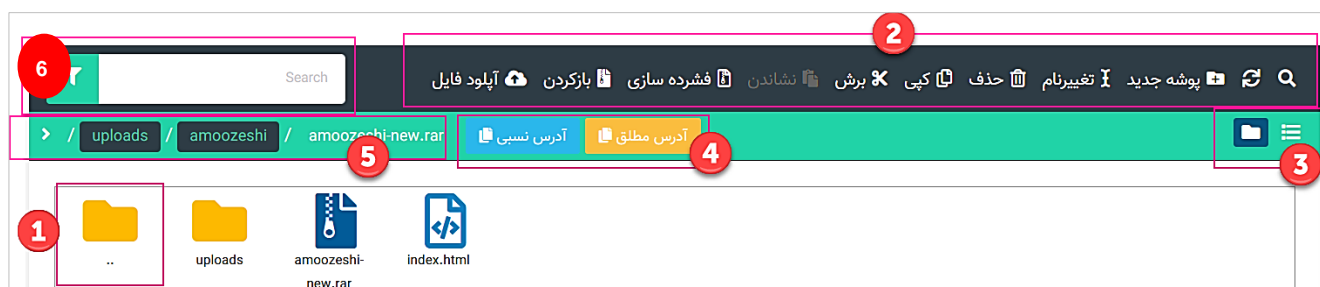 6
Search
2
پوشه جدید تغییرنام حذف کپی برش نشاندن فشرده سازی بازکردن آپلود فایل
/ uploads / amoozeshi / amoozeshi-new.rar
5
آدرس نسبی
آدرس مطلق
4
3
1
..
uploads
amoozeshi-
new.rar
index.html